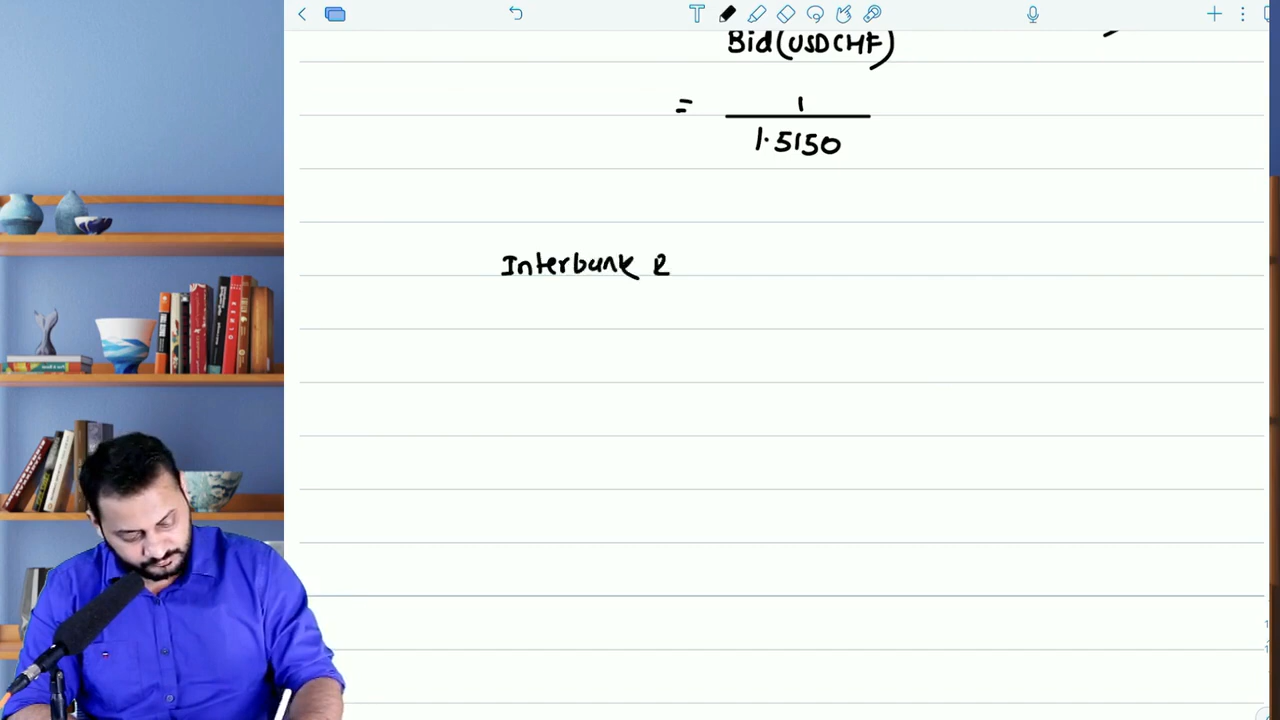 Bid(USDCHF)
= 1
1.5150
Interbank R